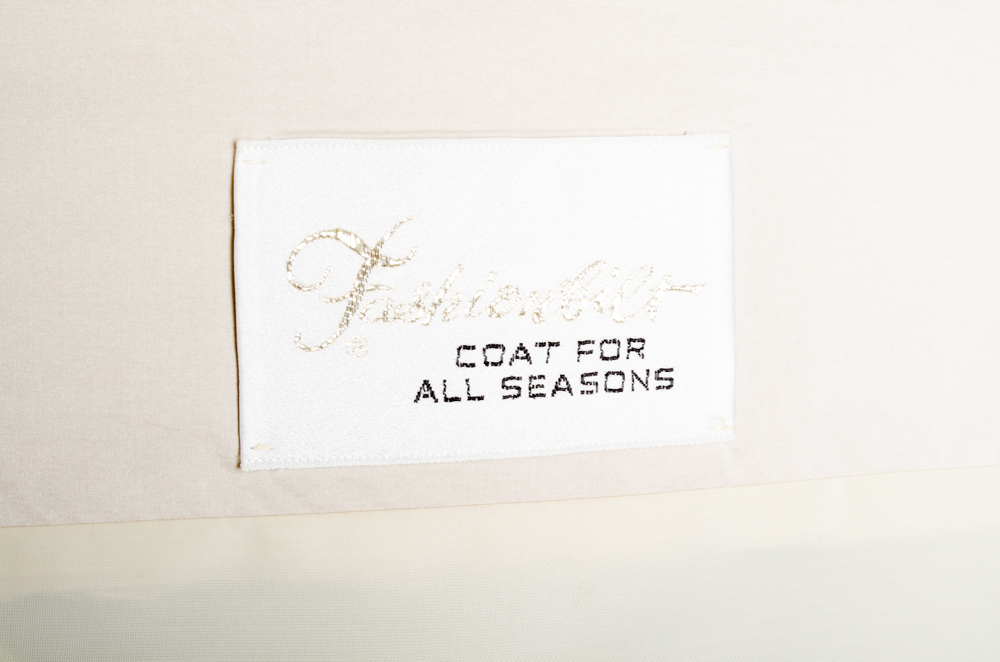 Fashionbilt
®
COAT FOR
ALL SEASONS